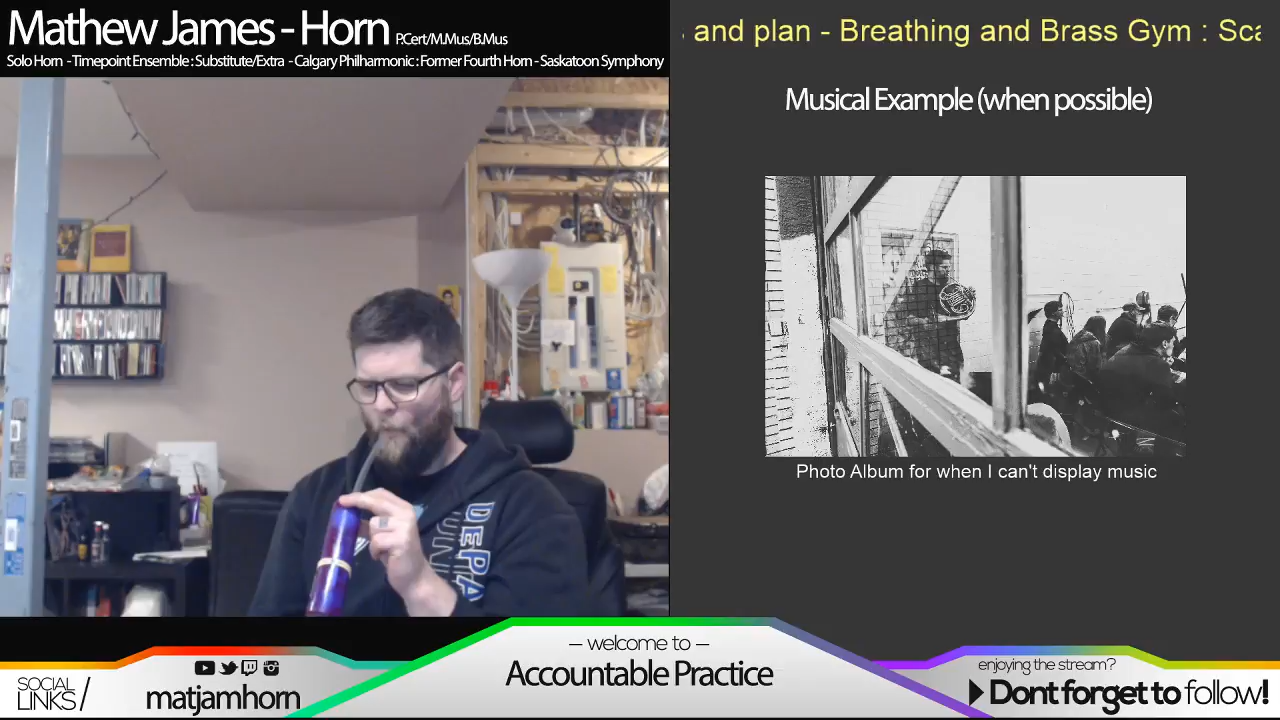 Mathew James - Horn P.Cert/M.Mus/B.Mus
Solo Horn - Timepoint Ensemble : Substitute/Extra - Calgary Philharmonic : Former Fourth Horn - Saskatoon Symphony
and plan - Breathing and Brass Gym : Sca
Musical Example (when possible)
Photo Album for when I can't display music
DEPA
WIN
– welcome to –
Accountable Practice
SOCIAL
LINKS /
matjamhorn
enjoying the stream?
Dont forget to follow!